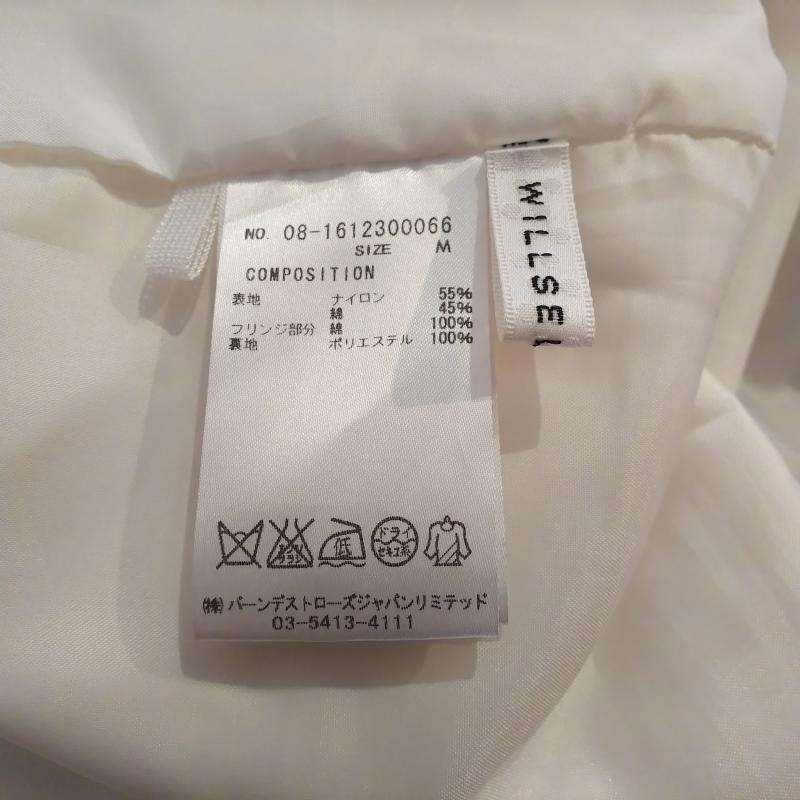 NO. 08-1612300066
SIZE M
COMPOSITION
表地 ナイロン 55%
綿 45%
フリンジ部分 綿 100%
裏地 ポリエステル 100%
低
ドライ
セキユ系
㈱バーンデストローズジャパンリミテッド
03-5413-4111
WILLSE